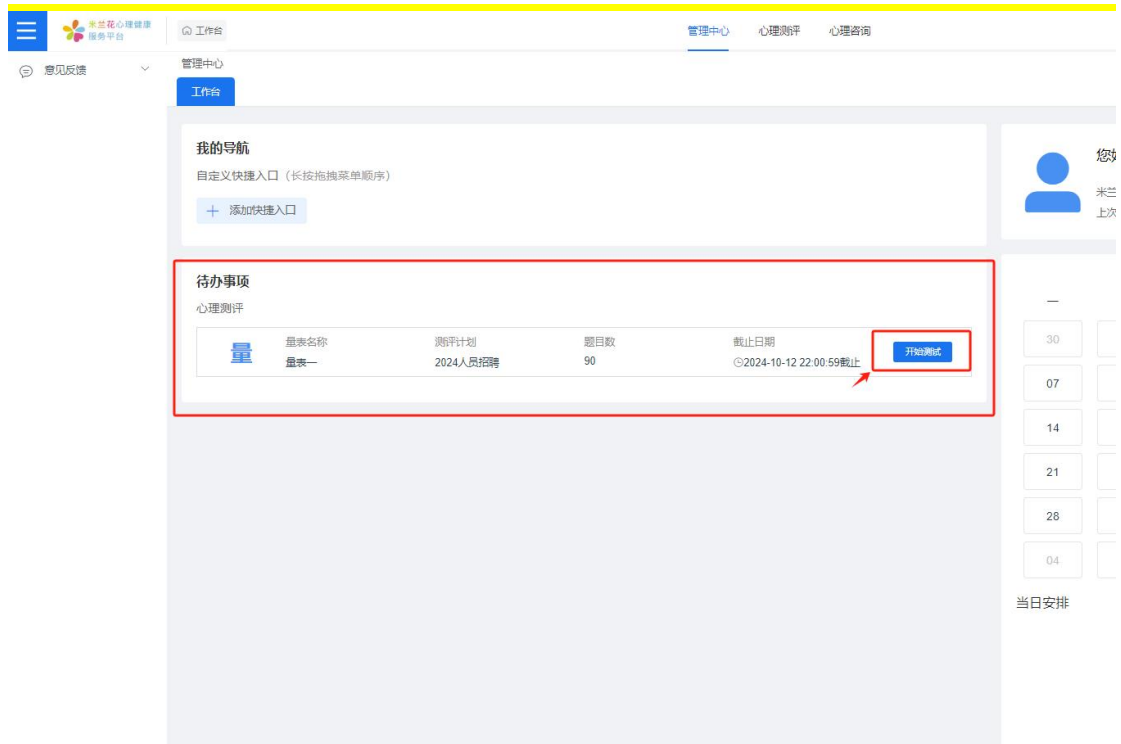 米兰花心理健康
服务平台
工作台
管理中心 心理测评 心理咨询
意见反馈
管理中心
工作台
我的导航
自定义快捷入口（长按拖拽菜单顺序）
添加快捷入口
您好
米兰
上次
待办事项
心理测评
量
量表名称 测评计划 题目数 截止日期
量表一 2024人员招聘 90 2024-10-12 22:00:59截止
开始测试
一
30
07
14
21
28
04
当日安排